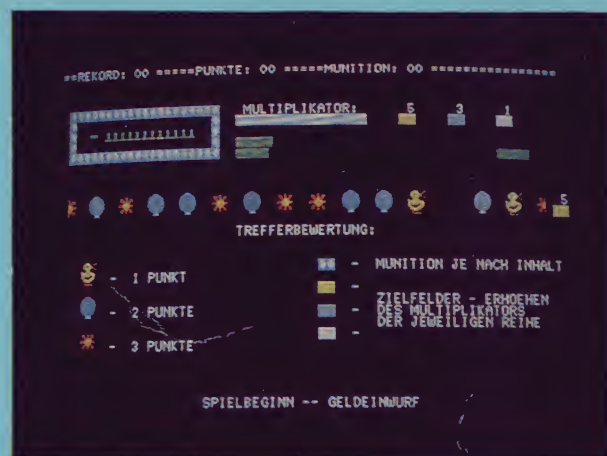 ==REKORD: 00 =====PUNKTE: 00 =====MUNITION: 00 ================
MULTIPLIKATOR: 5 3 1
5
TREFFERBEWERTUNG:
- 1 PUNKT
- MUNITION JE NACH INHALT
- 2 PUNKTE
- ZIELFELDER - ERHOEHEN
- DES MULTIPLIKATORS
- DER JEWEILIGEN REIHE
- 3 PUNKTE
SPIELBEGINN -- GELDEINWURF